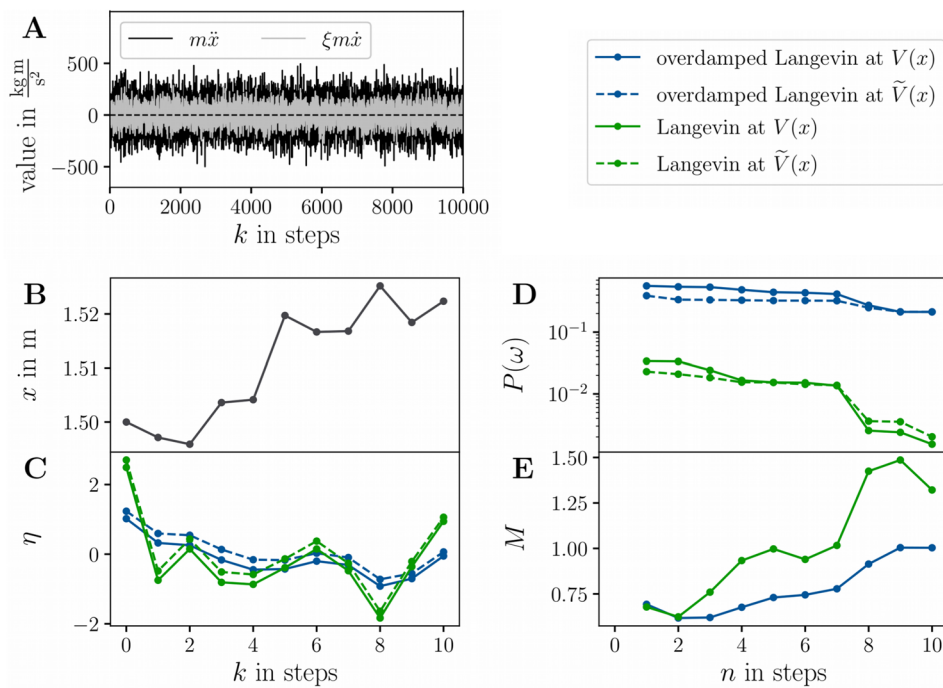 A
mẍ ξmẋ
value in kg m/s²
500
0
−500
0 2000 4000 6000 8000 10000
k in steps
overdamped Langevin at V(x)
overdamped Langevin at Ṽ(x)
Langevin at V(x)
Langevin at Ṽ(x)
B
x in m
1.52
1.51
1.50
C
η
2
0
−2
0 2 4 6 8 10
k in steps
D
P(ω)
10⁻¹
10⁻²
E
M
1.50
1.25
1.00
0.75
0 2 4 6 8 10
n in steps